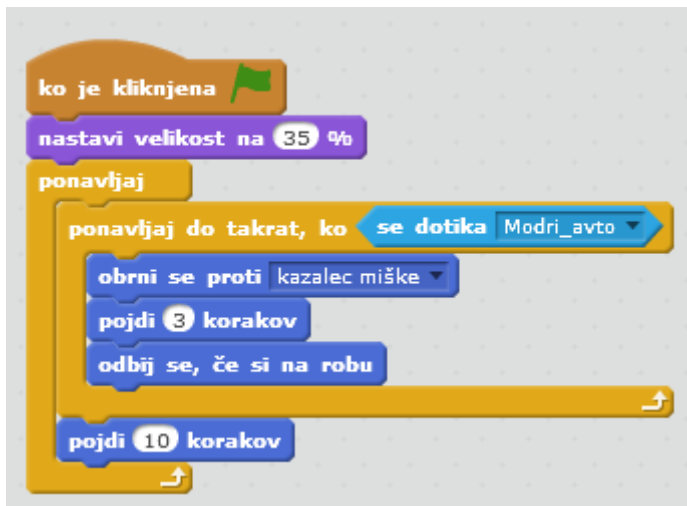 ko je kliknjena
nastavi velikost na 35 %
ponavljaj
ponavljaj do takrat, ko se dotika Modri_avto
obrni se proti kazalec miške
pojdi 3 korakov
odbij se, če si na robu
pojdi 10 korakov